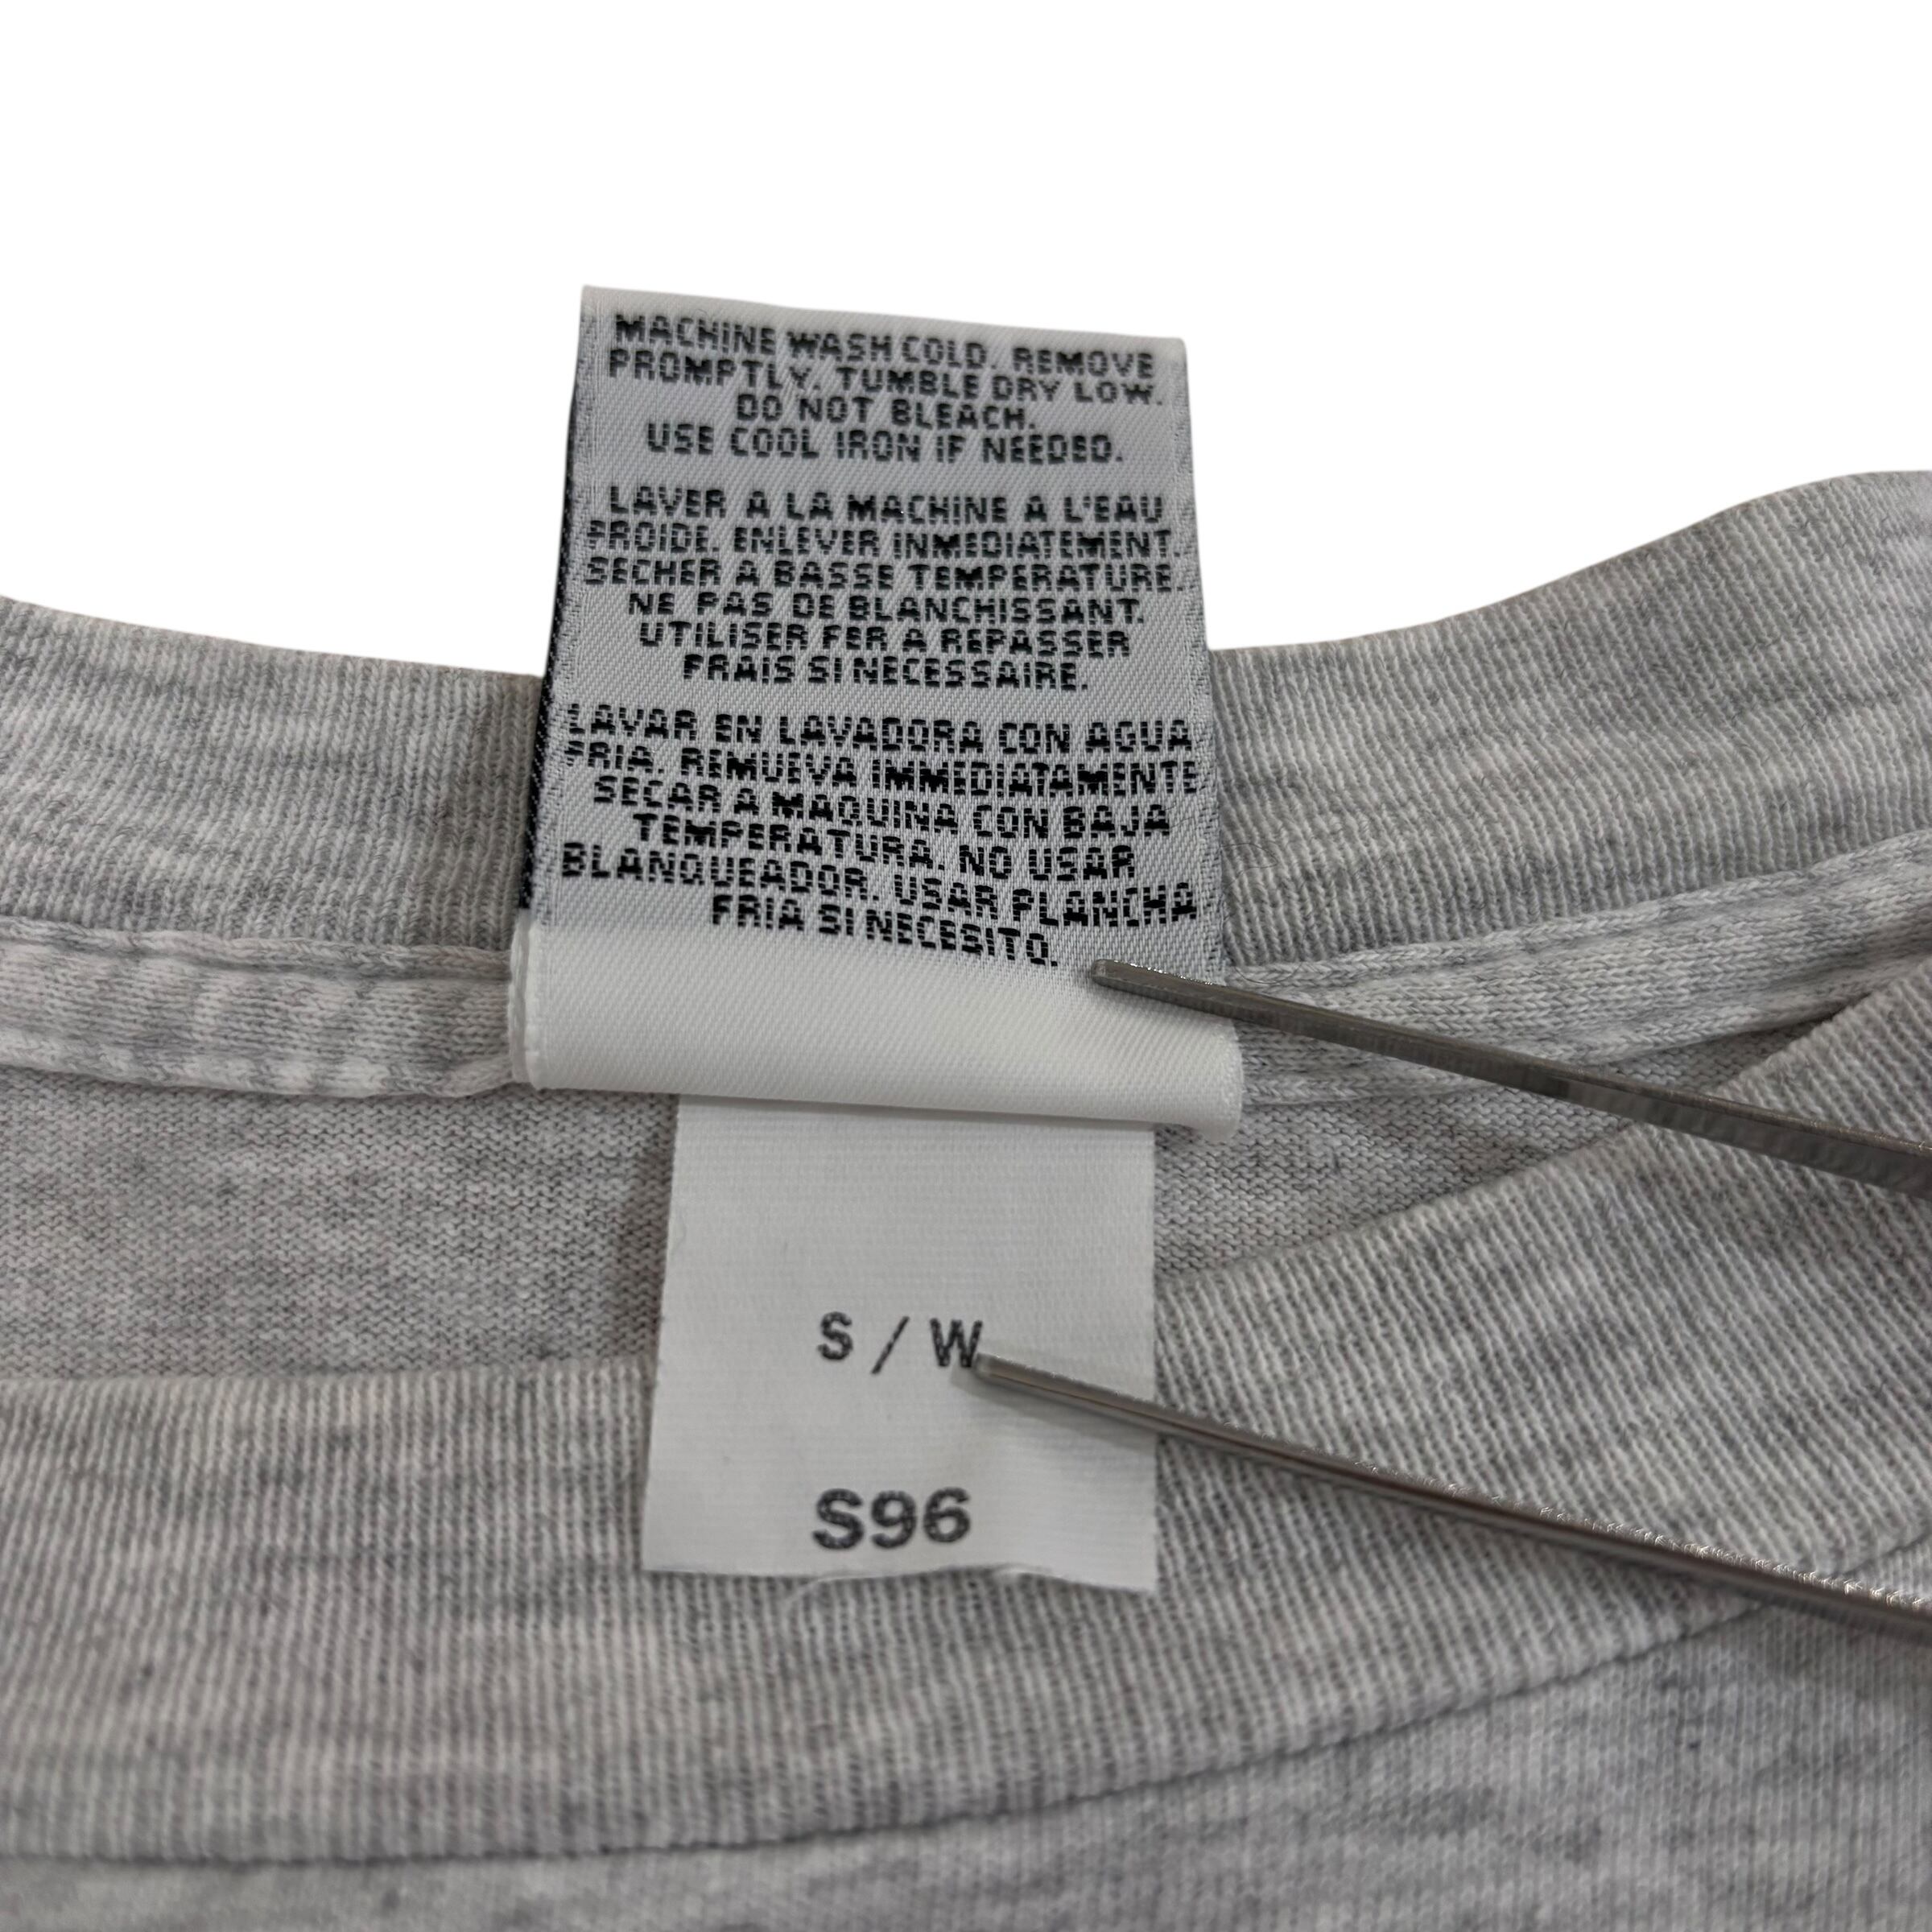 MACHINE WASH COLD. REMOVE
PROMPTLY. TUMBLE DRY LOW.
DO NOT BLEACH.
USE COOL IRON IF NEEDED.
LAVER A LA MACHINE A L'EAU
FROIDE. ENLEVER INMEDIATEMENT.
SECHER A BASSE TEMPERATURE.
NE PAS DE BLANCHISSANT.
UTILISER FER A REPASSER
FRAIS SI NECESSAIRE.
LAVAR EN LAVADORA CON AGUA
FRIA. REMUEVA IMMEDIATAMENTE
SECAR A MAQUINA CON BAJA
TEMPERATURA. NO USAR
BLANQUEADOR. USAR PLANCHA
FRIA SI NECESITO.
S / W
S96